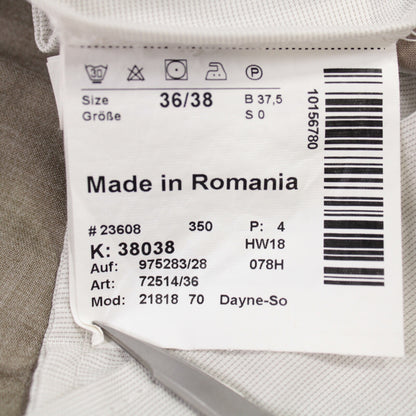 30 P
Size 36/38 B 37,5
Größe S 0
10156780
Made in Romania
# 23608 350 P: 4
K: 38038 HW18
Auf: 975283/28 078H
Art: 72514/36
Mod: 21818 70 Dayne-So